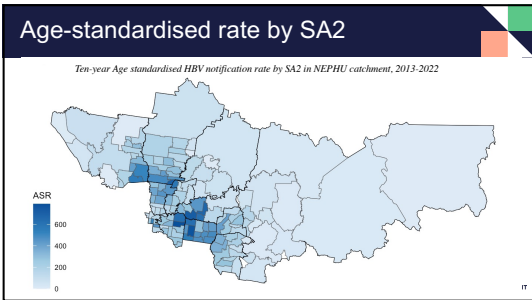 Age-standardised rate by SA2
Ten-year Age standardised HBV notification rate by SA2 in NEPHU catchment, 2013-2022
ASR
600
400
200
0
IT